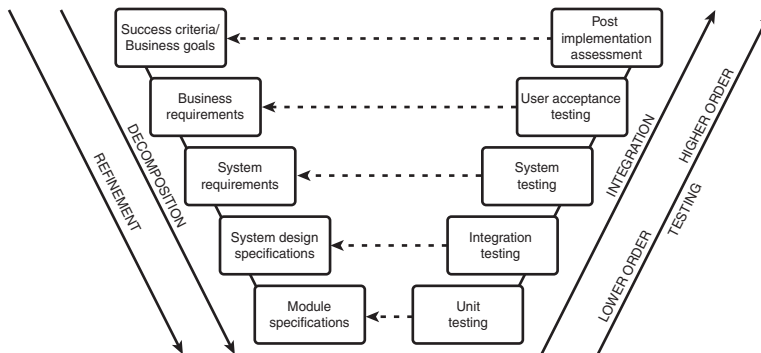 Success criteria/
Business goals
Post
implementation
assessment
Business
requirements
User acceptance
testing
System
requirements
System
testing
System design
specifications
Integration
testing
Module
specifications
Unit
testing
REFINEMENT
DECOMPOSITION
INTEGRATION
LOWER ORDER
HIGHER ORDER
TESTING